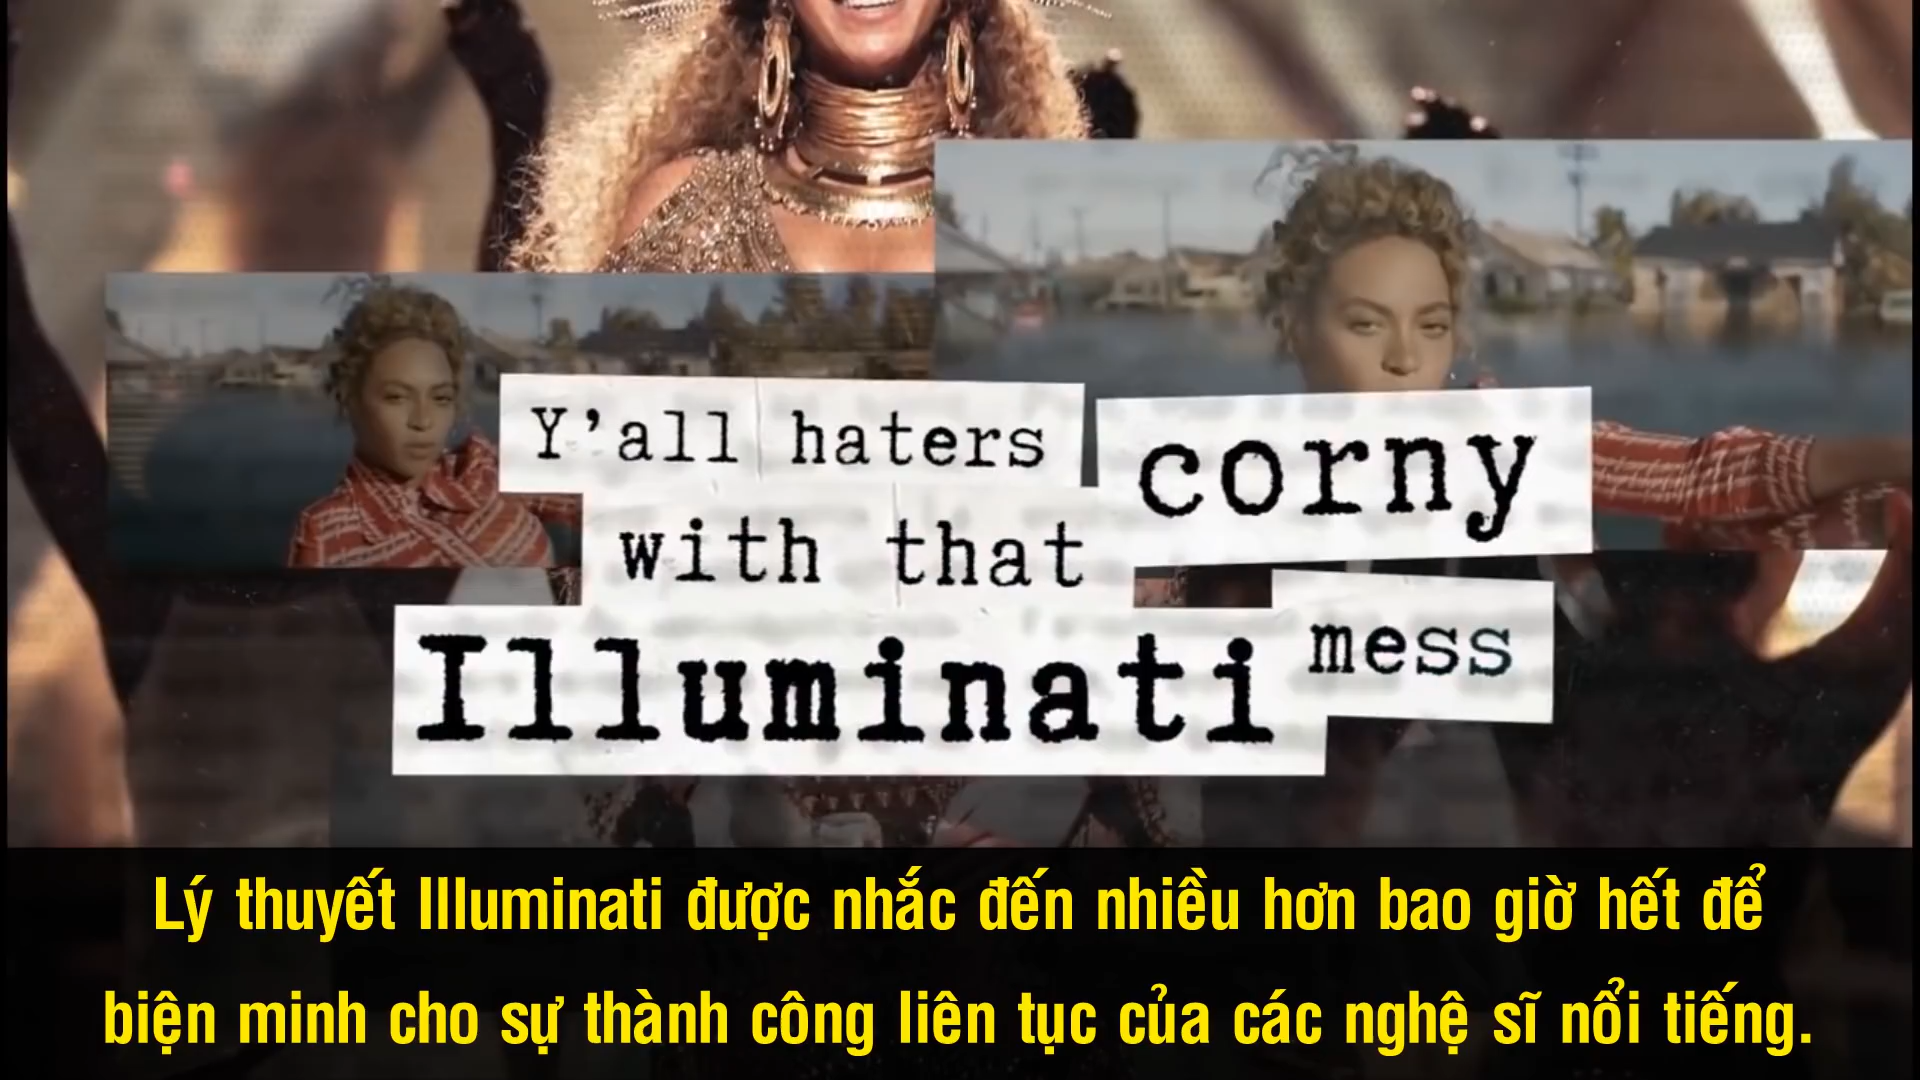 Y'all haters corny
with that
Illuminati mess
Lý thuyết Illuminati được nhắc đến nhiều hơn bao giờ hết để
biện minh cho sự thành công liên tục của các nghệ sĩ nổi tiếng.